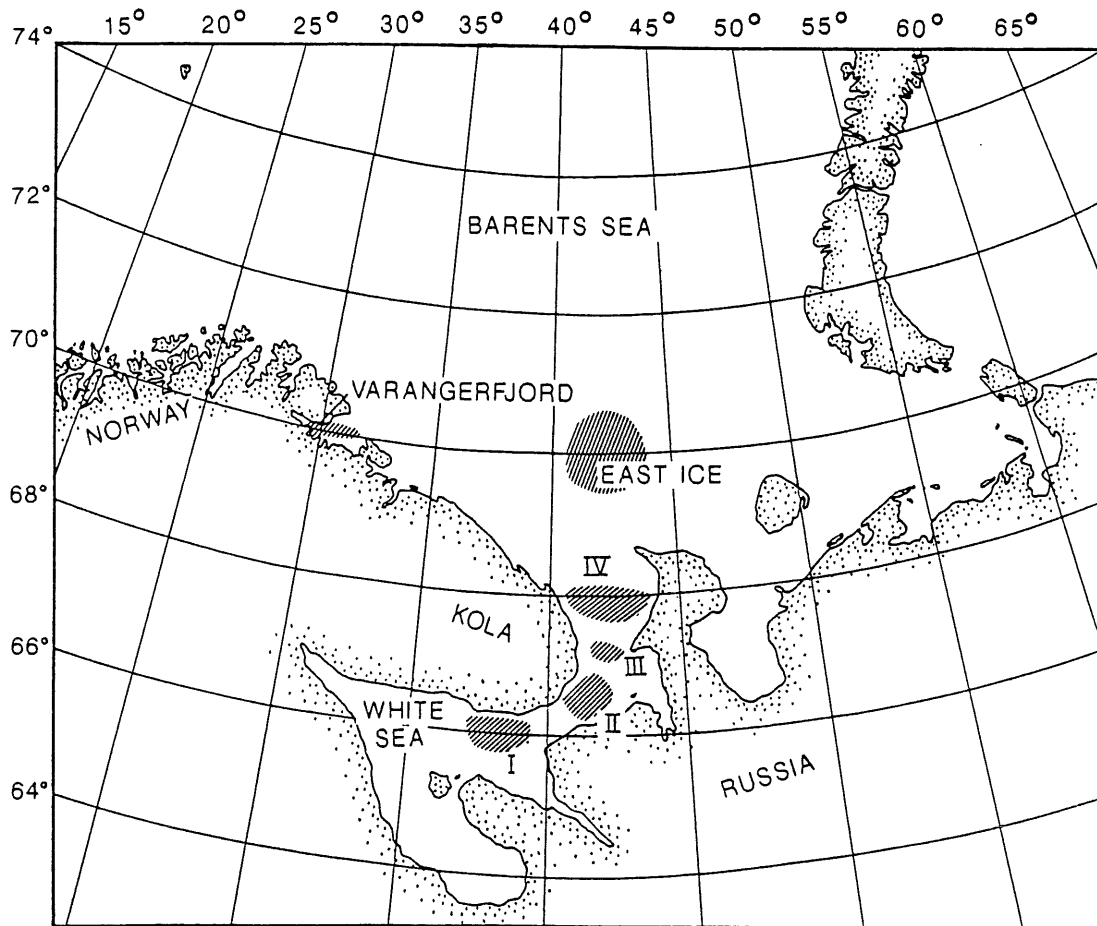 15° 20° 25° 30° 35° 40° 45° 50° 55° 60° 65°
74°
72°
BARENTS SEA
70°
VARANGERFJORD
NORWAY
EAST ICE
68°
IV
KOLA
66°
III
WHITE
SEA
II
I
RUSSIA
64°